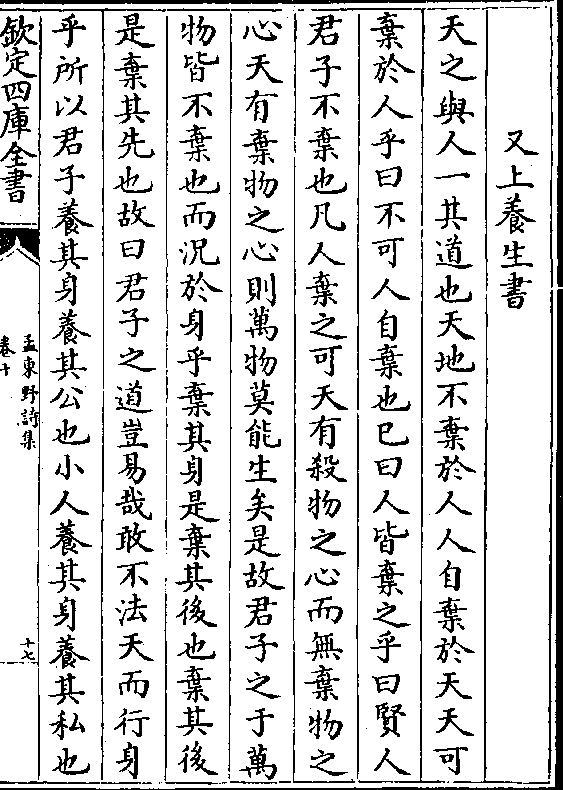 又上養生書
天之與人一其道也天地不棄於人人自棄於天天可
棄於人乎曰不可人自棄也已曰人皆棄之乎曰賢人
君子不棄也凡人棄之可天有殺物之心而無棄物之
心天有棄物之心則萬物莫能生矣是故君子之于萬
物皆不棄也而況於身乎棄其身是棄其後也棄其後
是棄其先也故曰君子之道豈易哉敢不法天而行身
乎所以君子養其身養其公也小人養其身養其私也
欽定四庫全書
孟東野詩集
卷十
十七